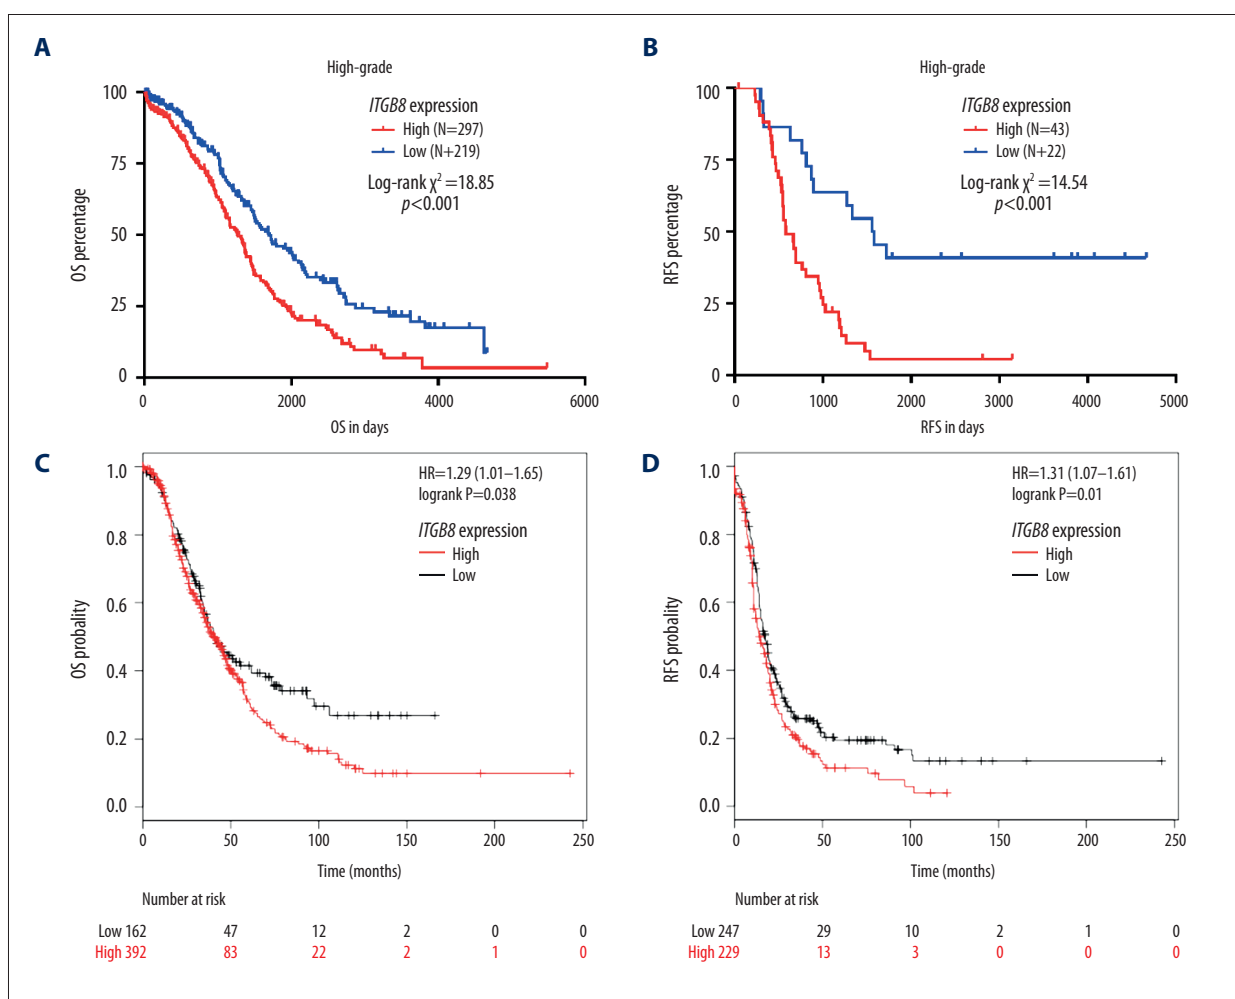 A
High-grade
100
75
50
25
0
OS percentage
ITGB8 expression
High (N=297)
Low (N+219)
Log-rank χ² =18.85
p<0.001
0 2000 4000 6000
OS in days
B
High-grade
100
75
50
25
0
RFS percentage
ITGB8 expression
High (N=43)
Low (N+22)
Log-rank χ² =14.54
p<0.001
0 1000 2000 3000 4000 5000
RFS in days
C
1.0
0.8
0.6
0.4
0.2
0.0
OS probality
HR=1.29 (1.01–1.65)
logrank P=0.038
ITGB8 expression
High
Low
0 50 100 150 200 250
Time (months)
Number at risk
Low 162 47 12 2 0 0
High 392 83 22 2 1 0
D
1.0
0.8
0.6
0.4
0.2
0.0
RFS probality
HR=1.31 (1.07–1.61)
logrank P=0.01
ITGB8 expression
High
Low
0 50 100 150 200 250
Time (months)
Number at risk
Low 247 29 10 2 1 0
High 229 13 3 0 0 0